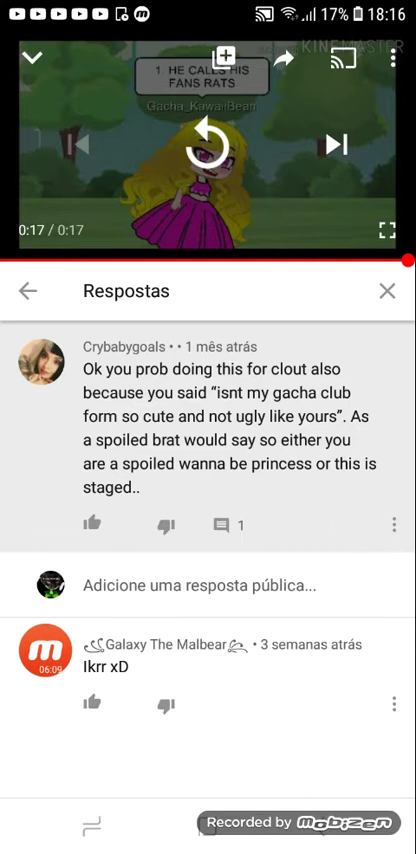 17% 18:16
KINEMASTER
1. HE CALLS HIS
FANS RATS
Gacha_KawaiiBean
0:17 / 0:17
Respostas
Crybabygoals • • 1 mês atrás
Ok you prob doing this for clout also
because you said “isnt my gacha club
form so cute and not ugly like yours”. As
a spoiled brat would say so either you
are a spoiled wanna be princess or this is
staged..
1
Adicione uma resposta pública...
Galaxy The Malbear • 3 semanas atrás
Ikrr xD
06:09
Recorded by mobizen